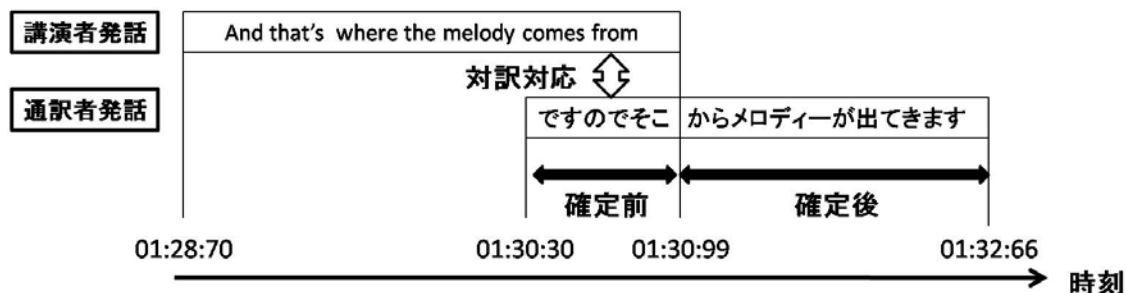 講演者発話
And that's where the melody comes from
対訳対応
通訳者発話
ですのでそこ からメロディーが出てきます
確定前 確定後
01:28:70 01:30:30 01:30:99 01:32:66
時刻